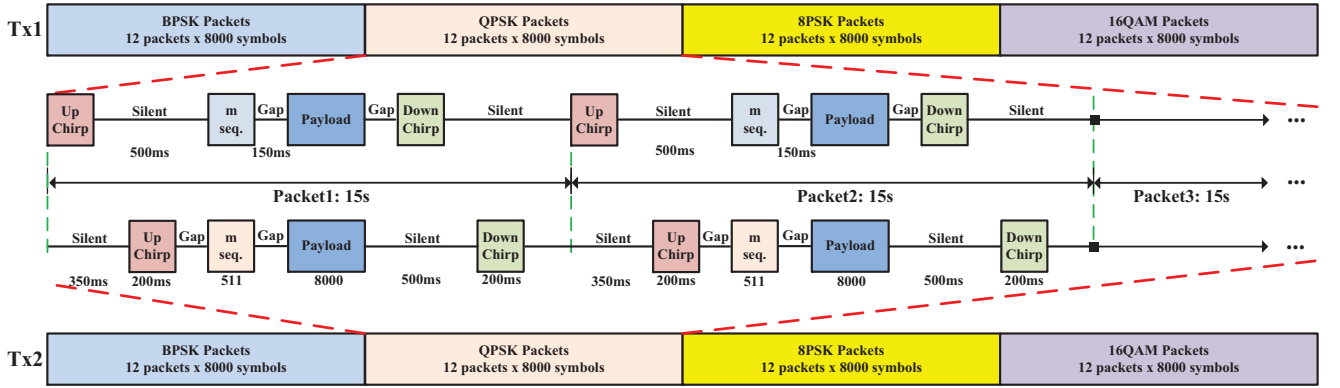 Tx1
BPSK Packets
12 packets x 8000 symbols
QPSK Packets
12 packets x 8000 symbols
8PSK Packets
12 packets x 8000 symbols
16QAM Packets
12 packets x 8000 symbols
Up
Chirp
Silent
m
seq.
Gap
Payload
Gap
Down
Chirp
Silent
Up
Chirp
Silent
m
seq.
Gap
Payload
Gap
Down
Chirp
Silent
...
500ms
150ms
500ms
150ms
Packet1: 15s
Packet2: 15s
Packet3: 15s
...
Silent
Up
Chirp
Gap
m
seq.
Gap
Payload
Silent
Down
Chirp
Silent
Up
Chirp
Gap
m
seq.
Gap
Payload
Silent
Down
Chirp
...
350ms
200ms
511
8000
500ms
200ms
350ms
200ms
511
8000
500ms
200ms
Tx2
BPSK Packets
12 packets x 8000 symbols
QPSK Packets
12 packets x 8000 symbols
8PSK Packets
12 packets x 8000 symbols
16QAM Packets
12 packets x 8000 symbols